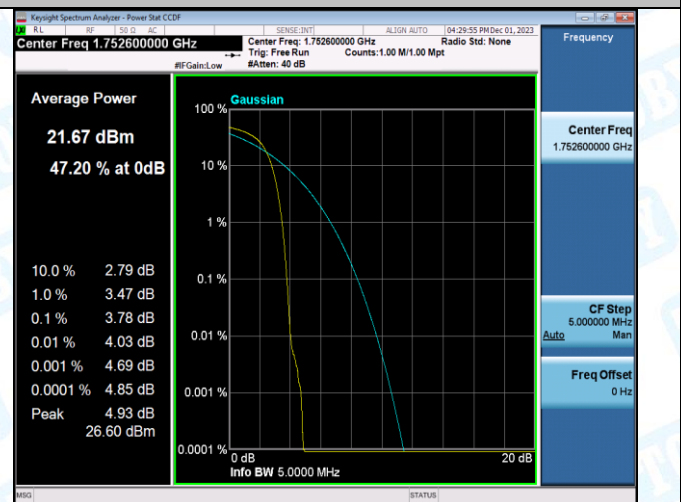 Keysight Spectrum Analyzer - Power Stat CCDF
RL RF 50 Ω AC SENSE:INT ALIGN AUTO 04:29:55 PM Dec 01, 2023
Center Freq 1.752600000 GHz
Center Freq: 1.752600000 GHz Radio Std: None
Trig: Free Run Counts:1.00 M/1.00 Mpt
#IFGain:Low #Atten: 40 dB
Frequency
Average Power
21.67 dBm
47.20 % at 0dB
10.0 % 2.79 dB
1.0 % 3.47 dB
0.1 % 3.78 dB
0.01 % 4.03 dB
0.001 % 4.69 dB
0.0001 % 4.85 dB
Peak 4.93 dB
26.60 dBm
Gaussian
100 %
10 %
1 %
0.1 %
0.01 %
0.001 %
0.0001 %
0 dB 20 dB
Info BW 5.0000 MHz
Center Freq
1.752600000 GHz
CF Step
5.000000 MHz
Auto Man
Freq Offset
0 Hz
MSG STATUS